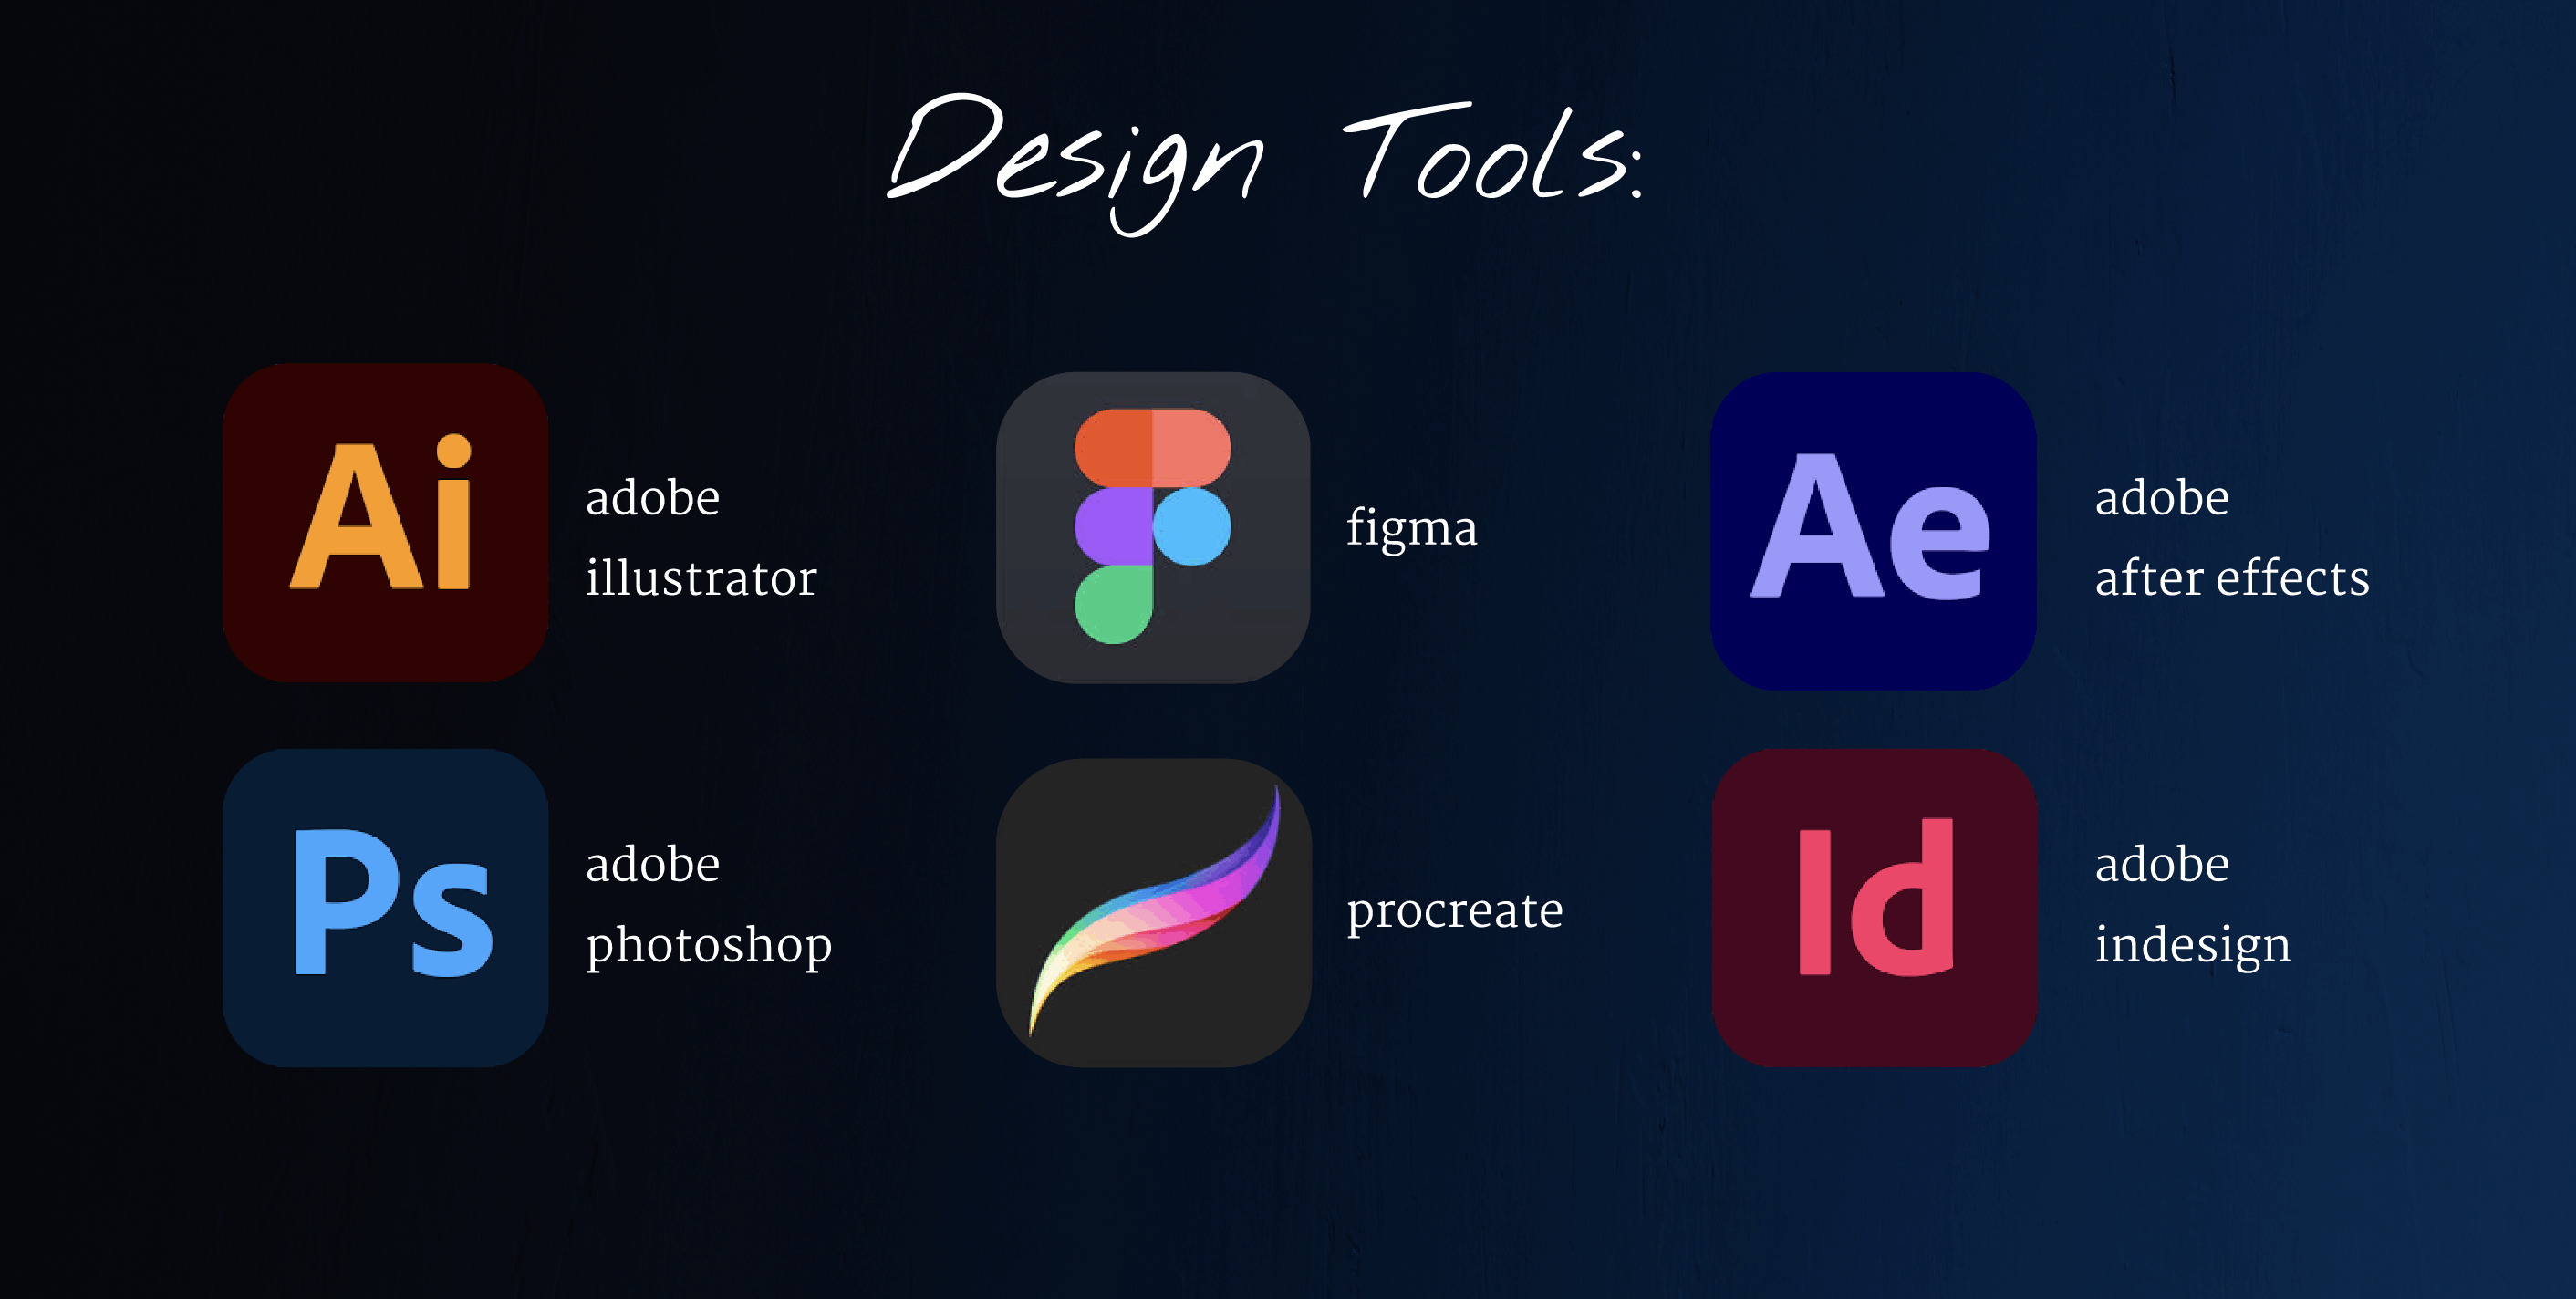 Design Tools:
Ai
adobe
illustrator
figma
Ae
adobe
after effects
Ps
adobe
photoshop
procreate
Id
adobe
indesign